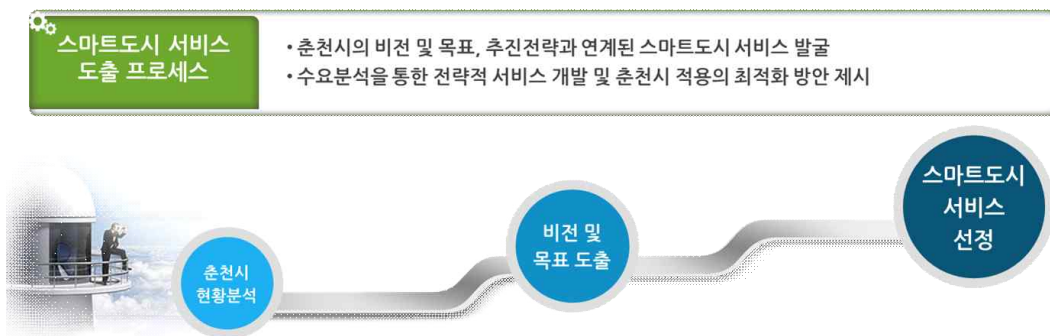 스마트도시 서비스
도출 프로세스
• 춘천시의 비전 및 목표, 추진전략과 연계된 스마트도시 서비스 발굴
• 수요분석을 통한 전략적 서비스 개발 및 춘천시 적용의 최적화 방안 제시
춘천시
현황분석
비전 및
목표 도출
스마트도시
서비스
선정